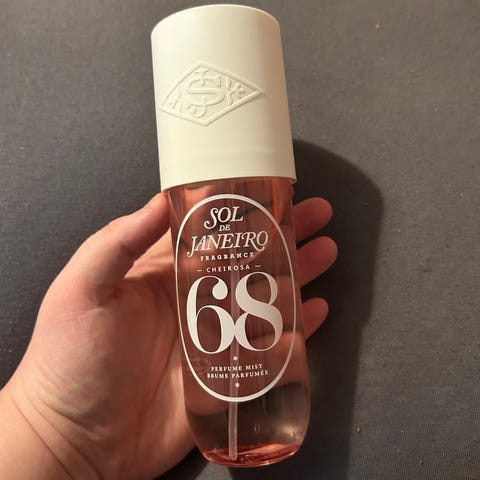 SOL
DE
JANEIRO
FRAGRANCE
– CHEIROSA –
68
PERFUME MIST
BRUME PARFUMÉE